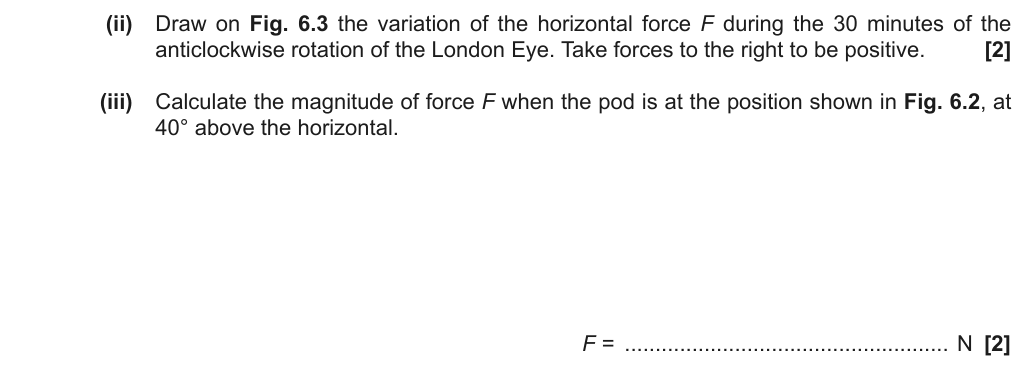 (ii) Draw on Fig. 6.3 the variation of the horizontal force F during the 30 minutes of the
anticlockwise rotation of the London Eye. Take forces to the right to be positive. [2]
(iii) Calculate the magnitude of force F when the pod is at the position shown in Fig. 6.2, at
40° above the horizontal.
F = .................................................... N [2]